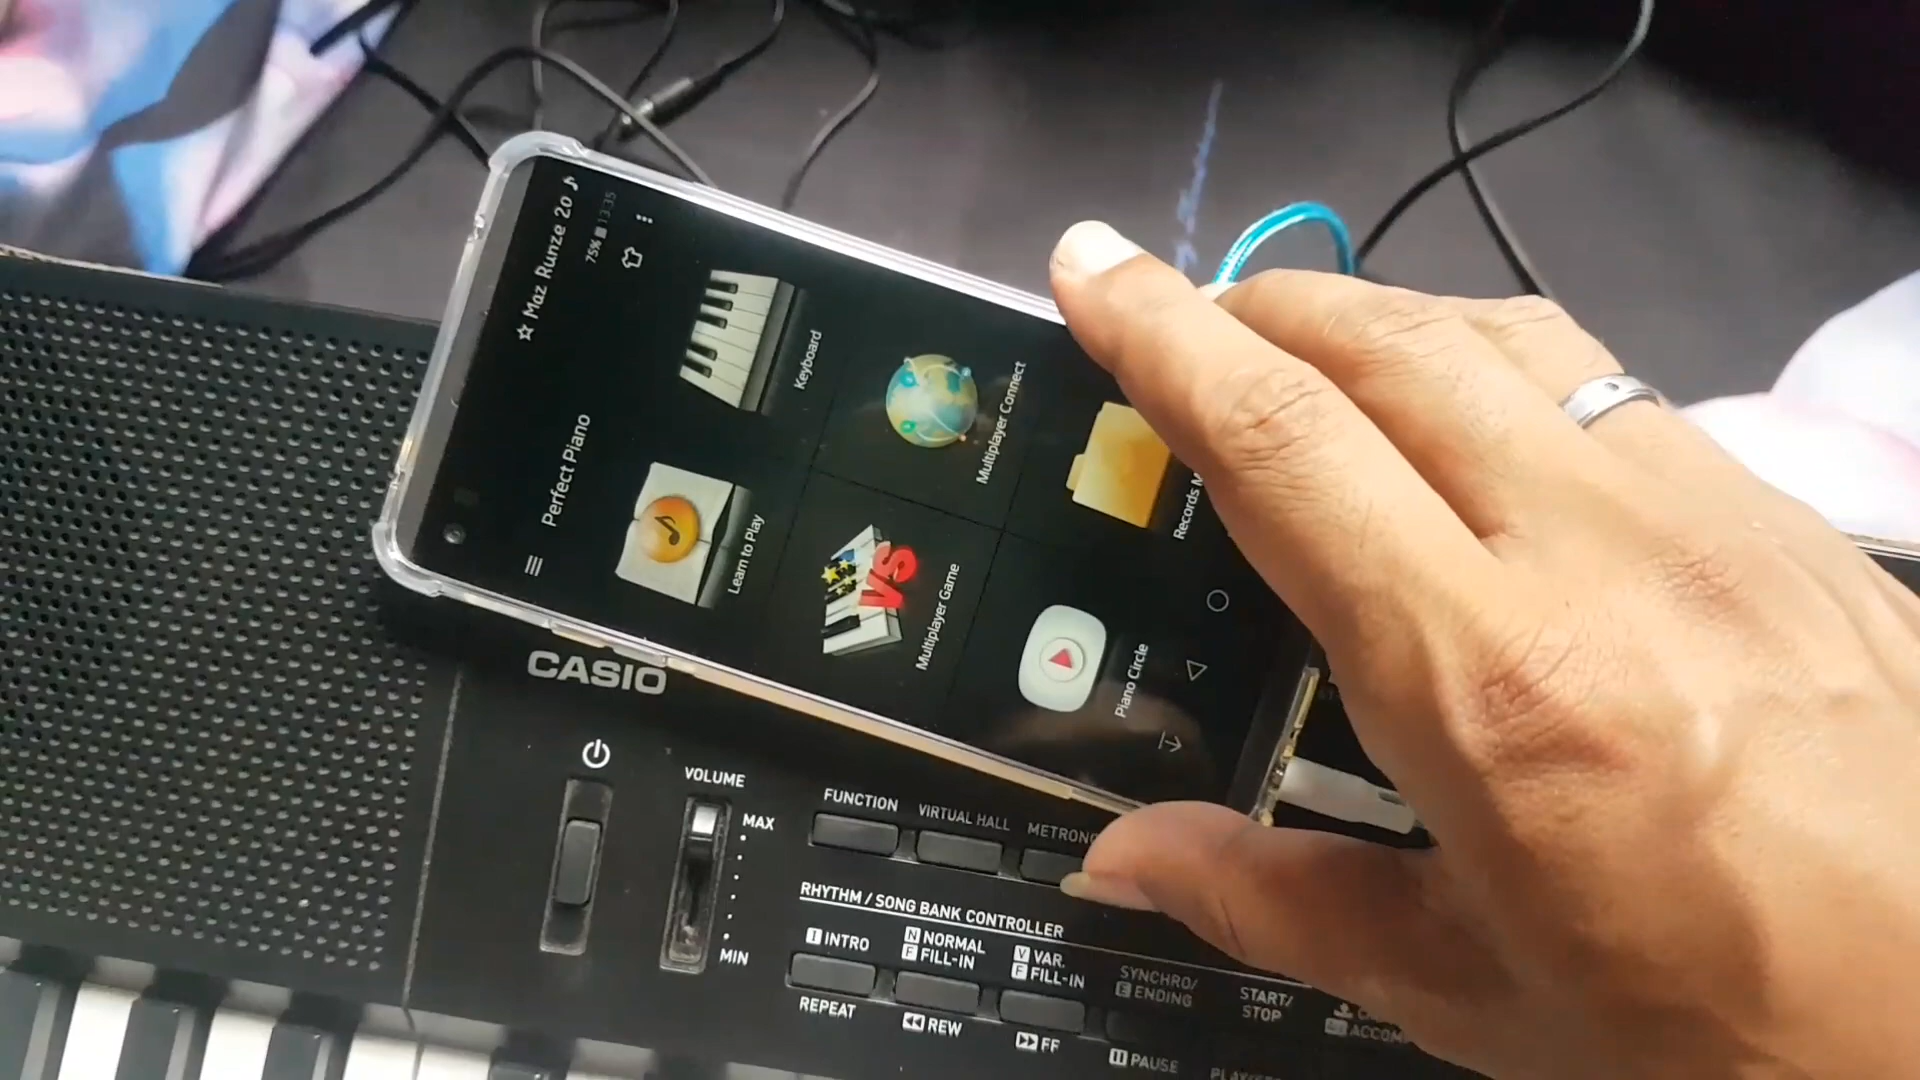 ☆ Maz Runze 20 ♪
75% 13:35
Perfect Piano
Learn to Play
Keyboard
Multiplayer Game
Multiplayer Connect
Piano Circle
Records
CASIO
VOLUME
MAX
MIN
FUNCTION
VIRTUAL HALL
RHYTHM / SONG BANK CONTROLLER
I INTRO
N NORMAL
F FILL-IN
V VAR.
F FILL-IN
SYNCHRO/
E ENDING
START/
STOP
REPEAT
REW
FF
PAUSE